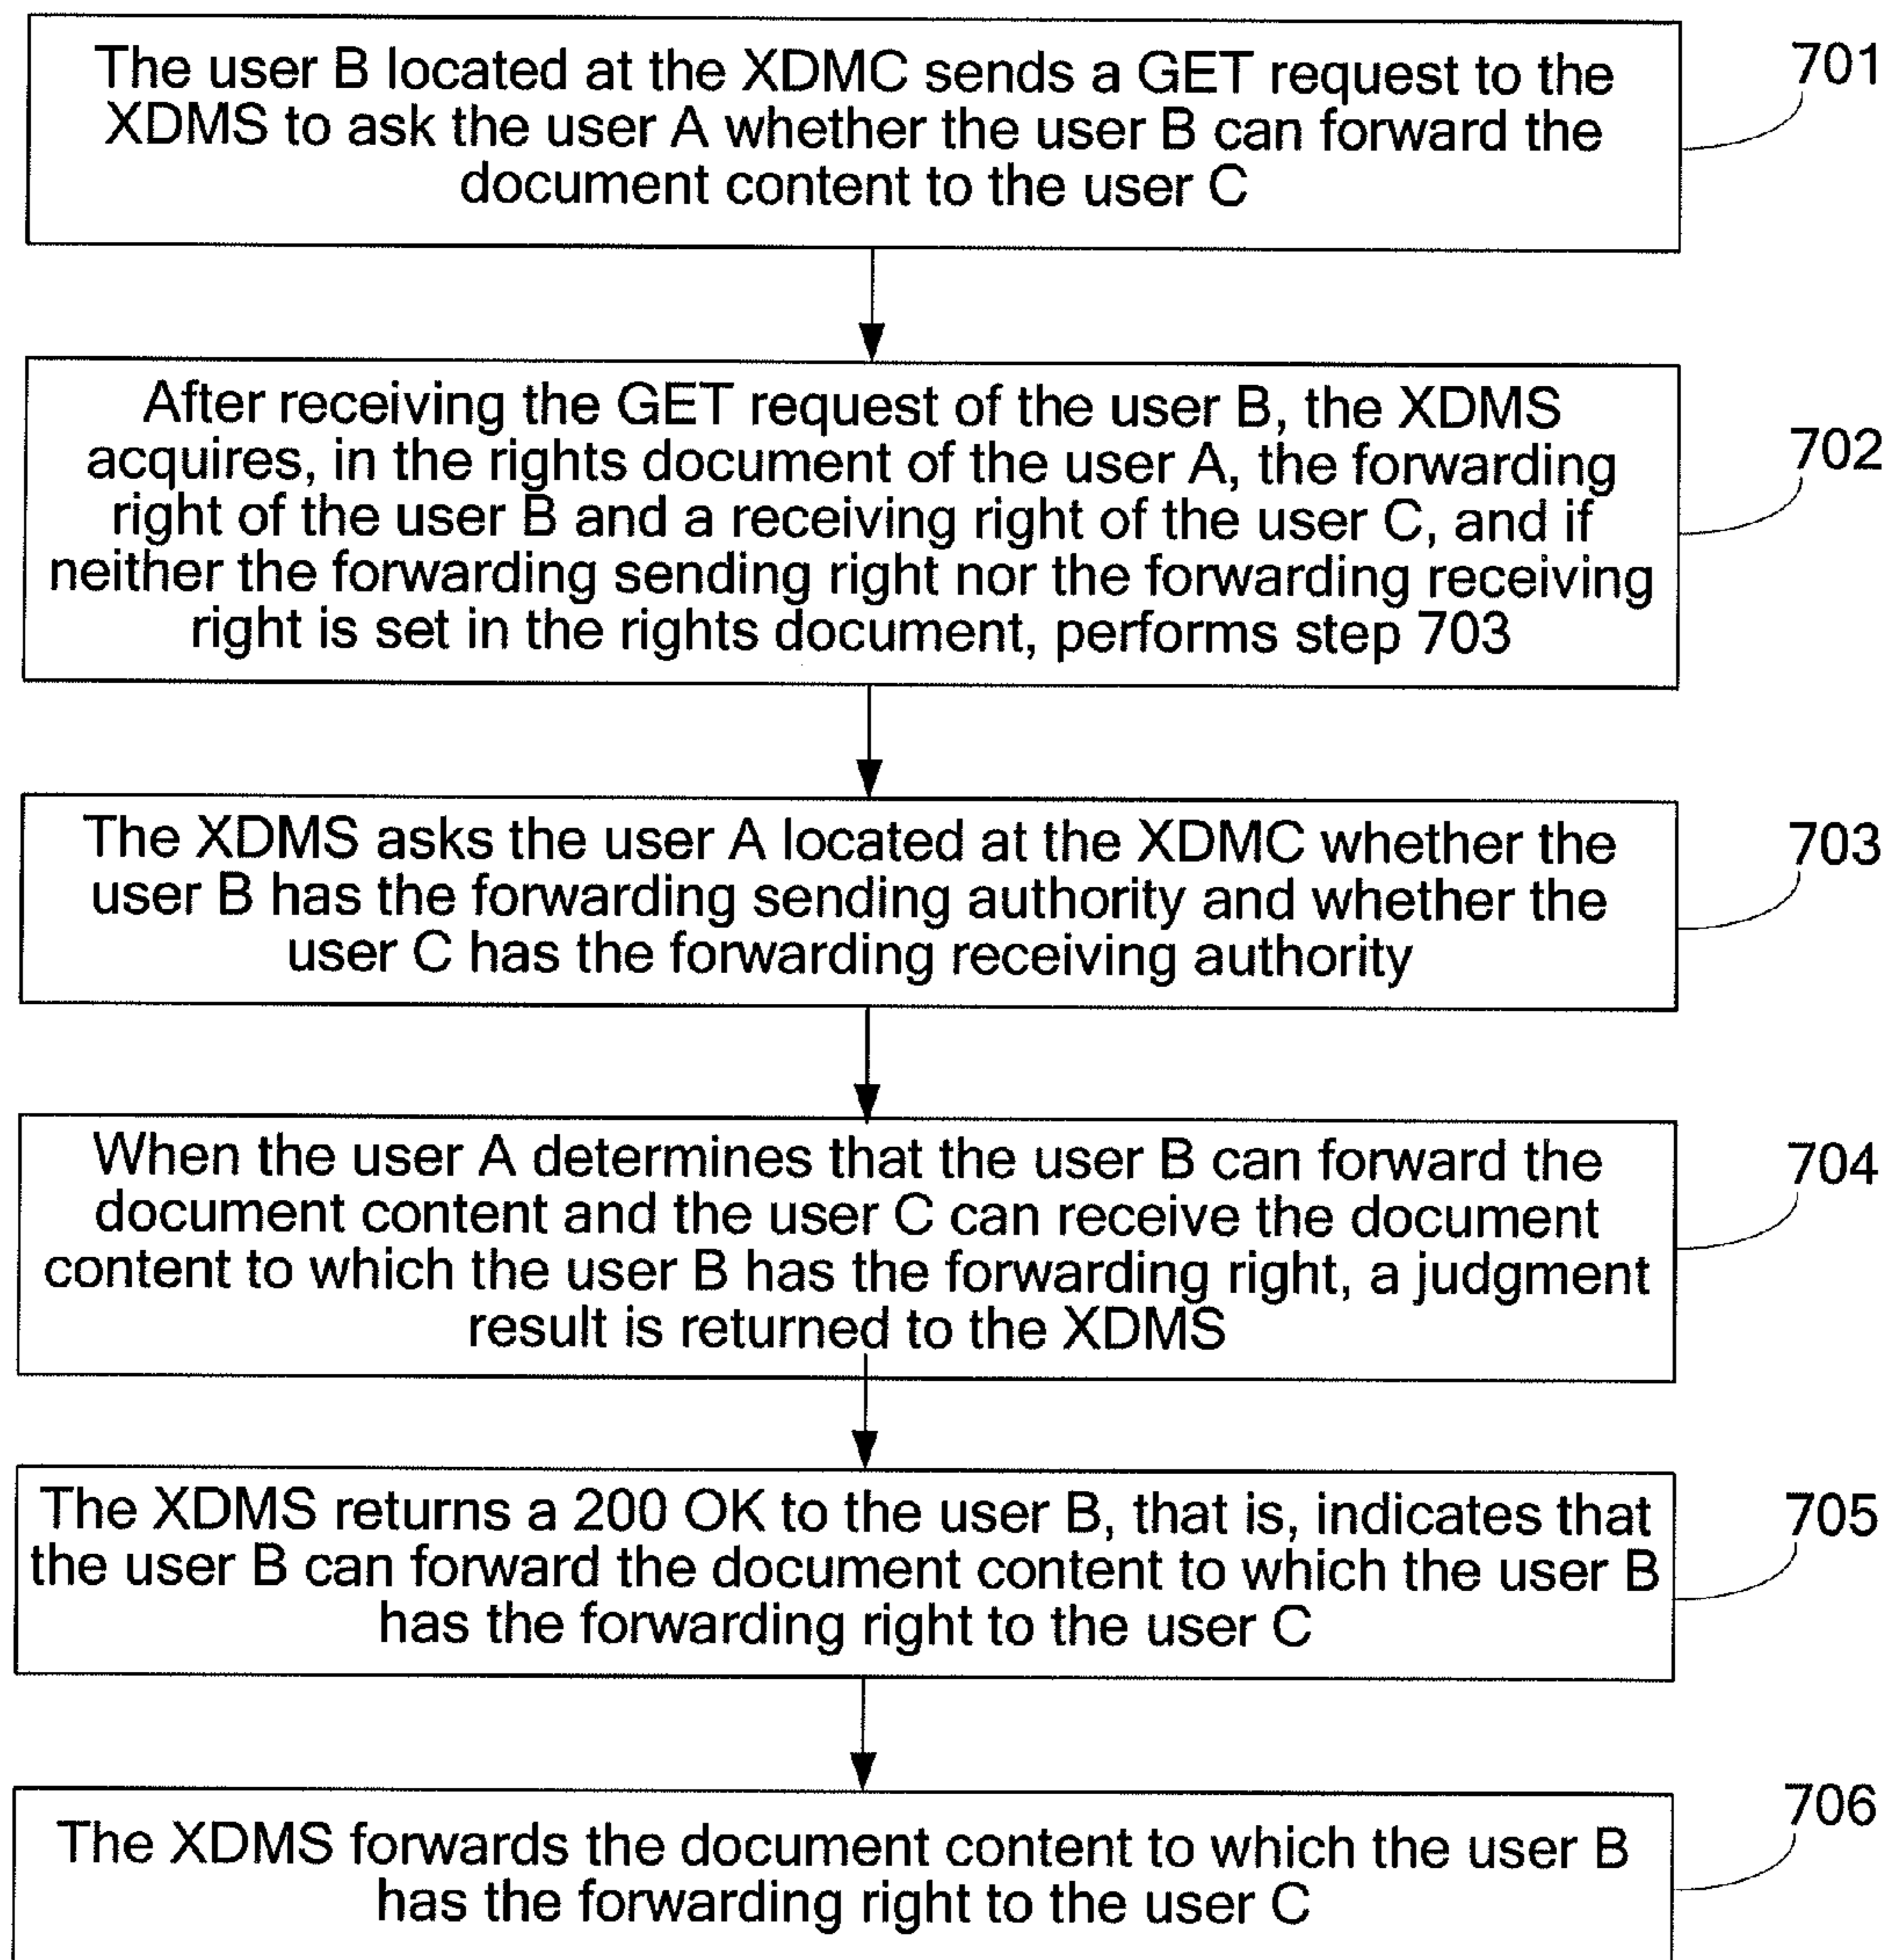 The user B located at the XDMC sends a GET request to the
XDMS to ask the user A whether the user B can forward the
document content to the user C
701
After receiving the GET request of the user B, the XDMS
acquires, in the rights document of the user A, the forwarding
right of the user B and a receiving right of the user C, and if
neither the forwarding sending right nor the forwarding receiving
right is set in the rights document, performs step 703
702
The XDMS asks the user A located at the XDMC whether the
user B has the forwarding sending authority and whether the
user C has the forwarding receiving authority
703
When the user A determines that the user B can forward the
document content and the user C can receive the document
content to which the user B has the forwarding right, a judgment
result is returned to the XDMS
704
The XDMS returns a 200 OK to the user B, that is, indicates that
the user B can forward the document content to which the user B
has the forwarding right to the user C
705
The XDMS forwards the document content to which the user B
has the forwarding right to the user C
706